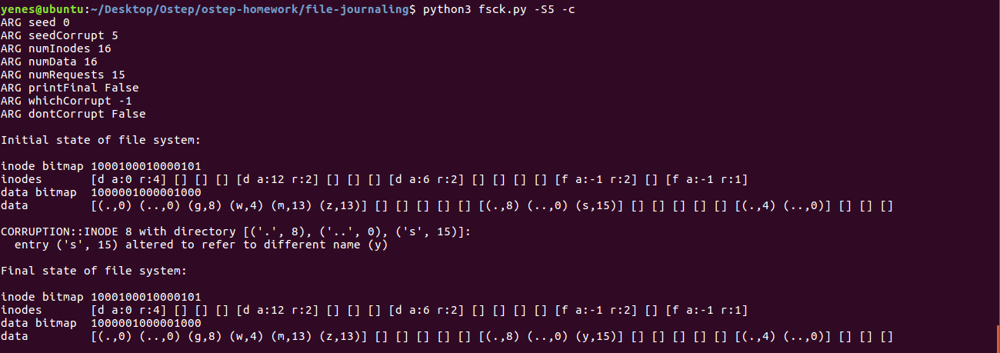 yenes@ubuntu:~/Desktop/Ostep/ostep-homework/file-journaling$ python3 fsck.py -S5 -c
ARG seed 0
ARG seedCorrupt 5
ARG numInodes 16
ARG numData 16
ARG numRequests 15
ARG printFinal False
ARG whichCorrupt -1
ARG dontCorrupt False
Initial state of file system:
inode bitmap 1000100010000101
inodes [d a:0 r:4] [] [] [] [d a:12 r:2] [] [] [] [d a:6 r:2] [] [] [] [] [f a:-1 r:2] [] [f a:-1 r:1]
data bitmap 1000001000001000
data [(.,0) (..,0) (g,8) (w,4) (m,13) (z,13)] [] [] [] [] [] [(.,8) (..,0) (s,15)] [] [] [] [] [] [(.,4) (..,0)] [] [] []
CORRUPTION::INODE 8 with directory [('.', 8), ('..', 0), ('s', 15)]:
entry ('s', 15) altered to refer to different name (y)
Final state of file system:
inode bitmap 1000100010000101
inodes [d a:0 r:4] [] [] [] [d a:12 r:2] [] [] [] [d a:6 r:2] [] [] [] [] [f a:-1 r:2] [] [f a:-1 r:1]
data bitmap 1000001000001000
data [(.,0) (..,0) (g,8) (w,4) (m,13) (z,13)] [] [] [] [] [] [(.,8) (..,0) (y,15)] [] [] [] [] [] [(.,4) (..,0)] [] [] []